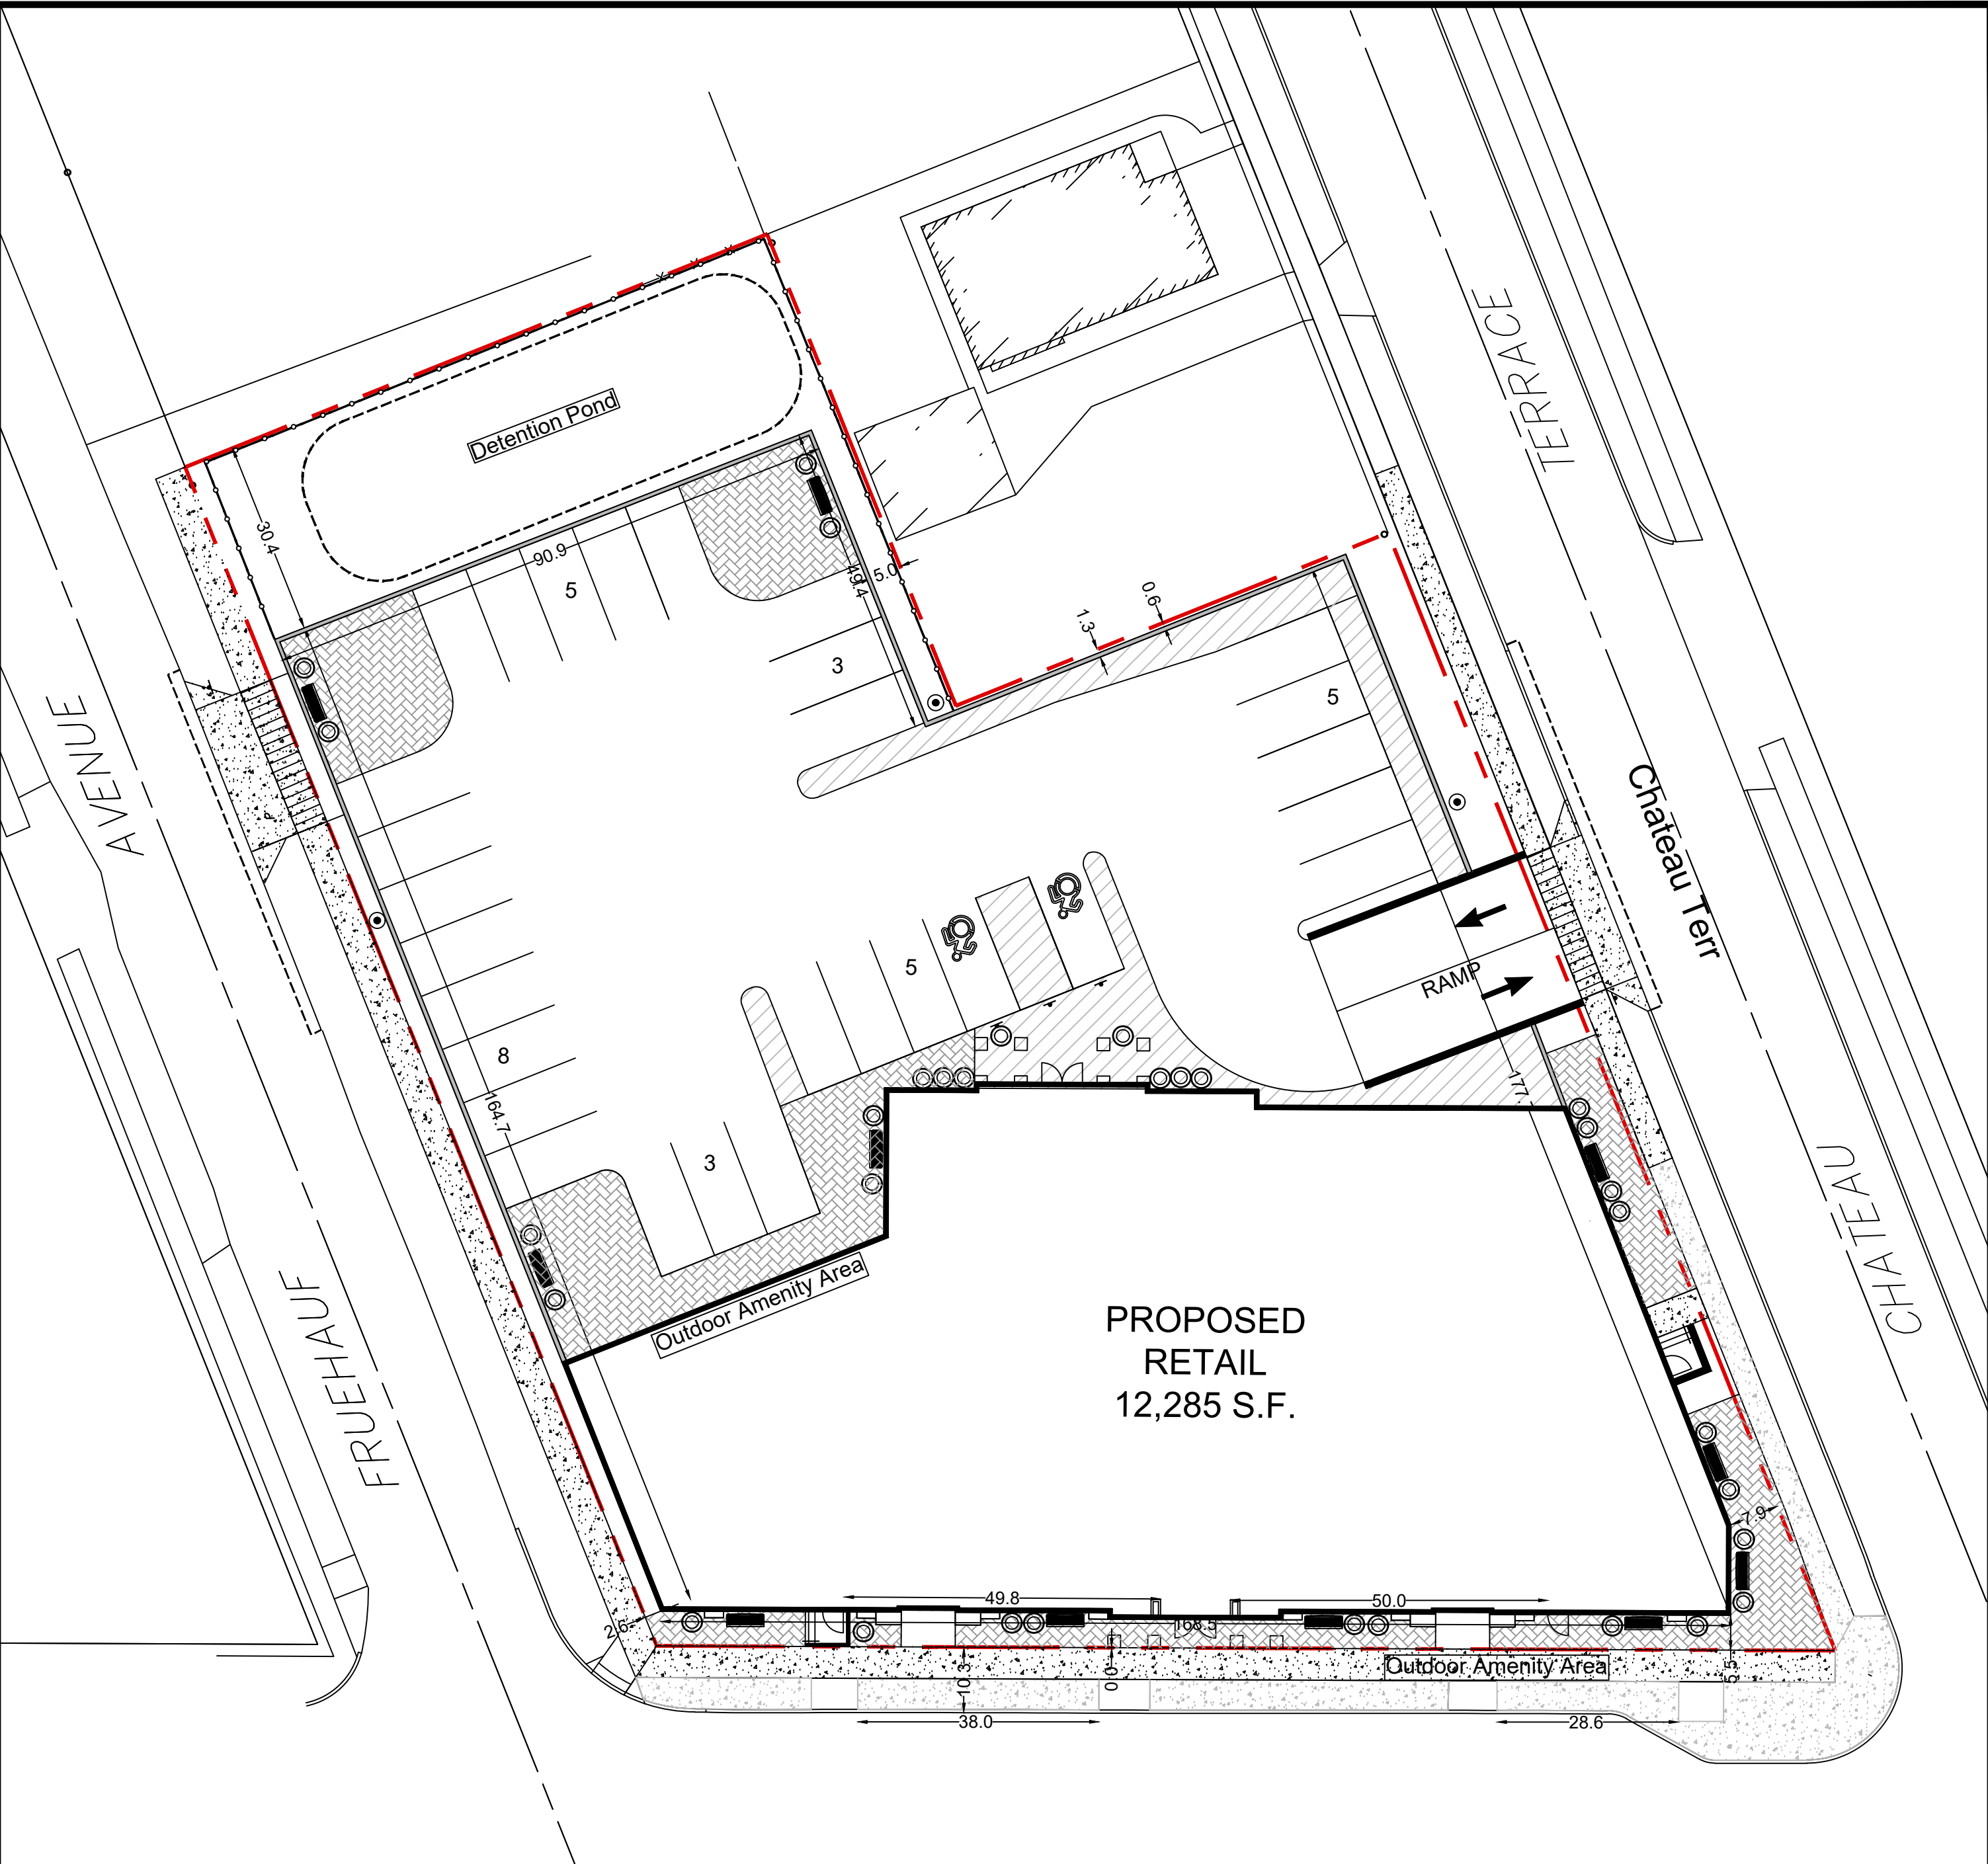 TERRACE
Detention Pond
30.4
90.9
5
49.4
5.0
0.6
1.3
3
5
AVENUE
Chateau Terr
5
RAMP
8
164.7
177
3
CHATEAU
Outdoor Amenity Area
FRUEHAUF
PROPOSED
RETAIL
12,285 S.F.
7.9
49.8
50.0
2.6
168.5
Outdoor Amenity Area
10.3
0.0
5.5
38.0
28.6